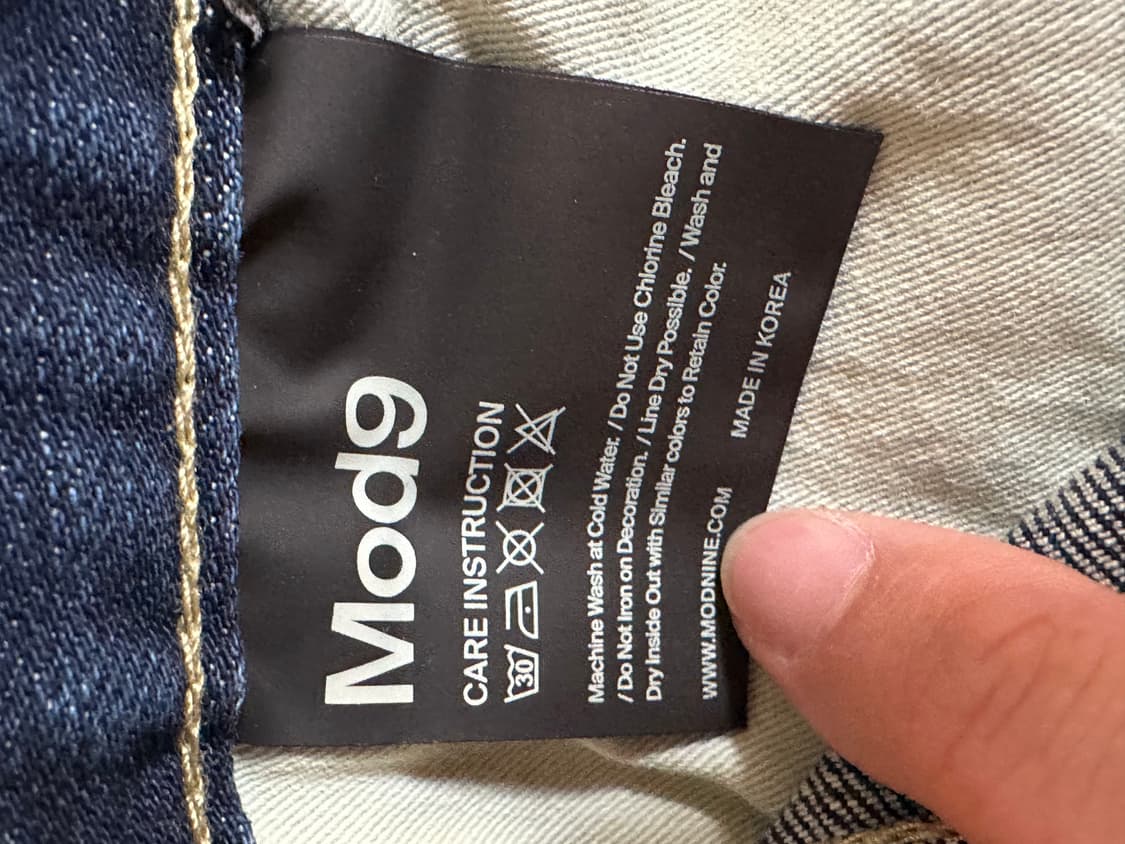 Mod9
CARE INSTRUCTION
30
Machine Wash at Cold Water. / Do Not Use Chlorine Bleach.
/ Do Not Iron on Decoration. / Line Dry Possible. / Wash and
Dry Inside Out with Similar colors to Retain Color.
WWW.MODNINE.COM MADE IN KOREA